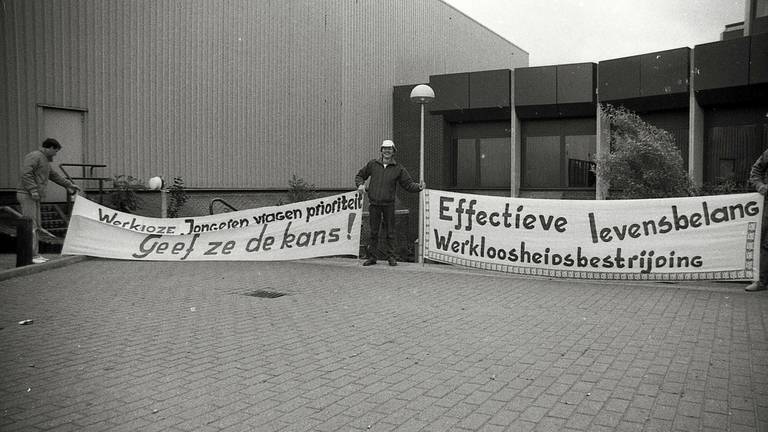 Werkloze Jongeren vragen prioriteit
Geef ze de kans!
Effectieve levensbelang
Werkloosheidsbestrijding